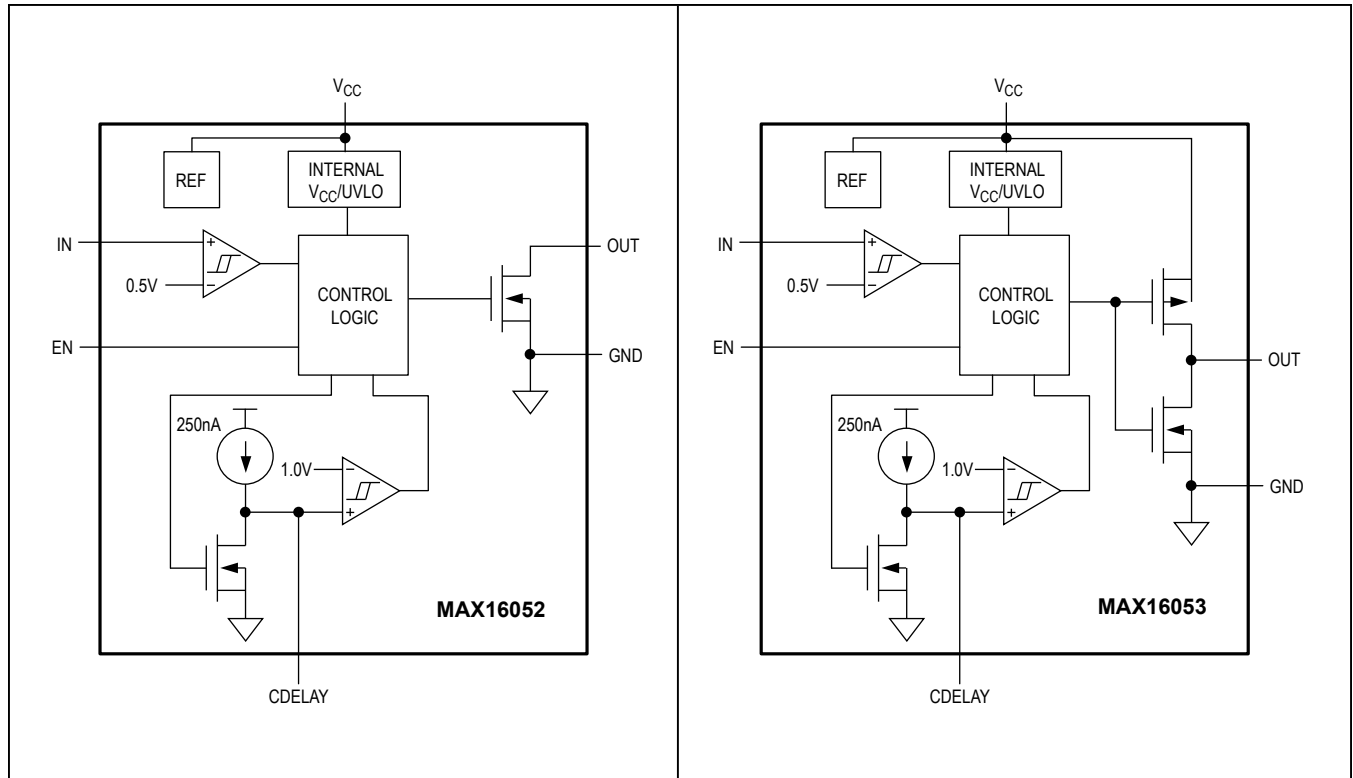 VCC
REF
INTERNAL
VCC/UVLO
IN
+
0.5V
−
CONTROL
LOGIC
OUT
EN
GND
250nA
1.0V
−
+
MAX16052
CDELAY
VCC
REF
INTERNAL
VCC/UVLO
IN
+
0.5V
−
CONTROL
LOGIC
EN
OUT
250nA
1.0V
−
+
GND
MAX16053
CDELAY